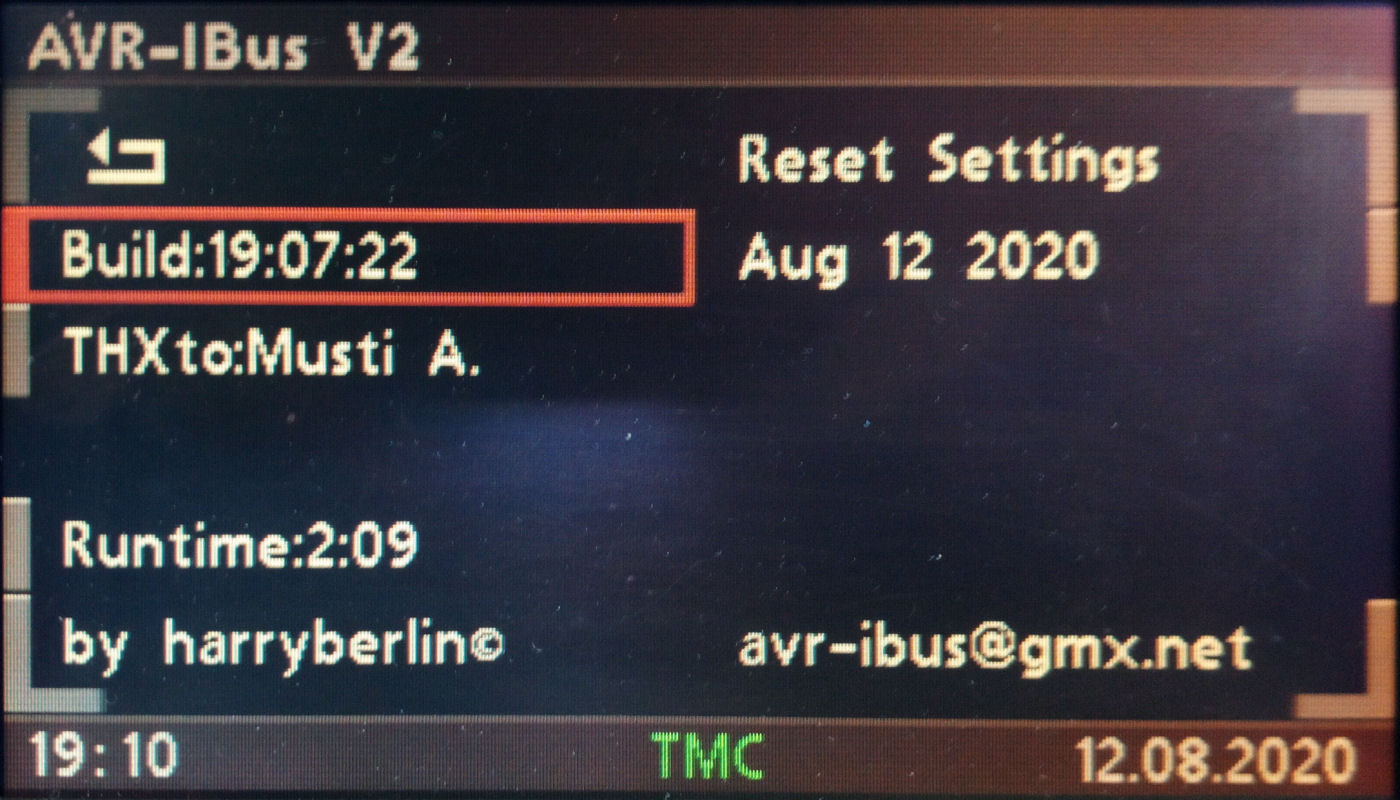 AVR-IBus V2
Reset Settings
Build:19:07:22
Aug 12 2020
THXto:Musti A.
Runtime:2:09
by harryberlin©
avr-ibus@gmx.net
19:10
TMC
12.08.2020